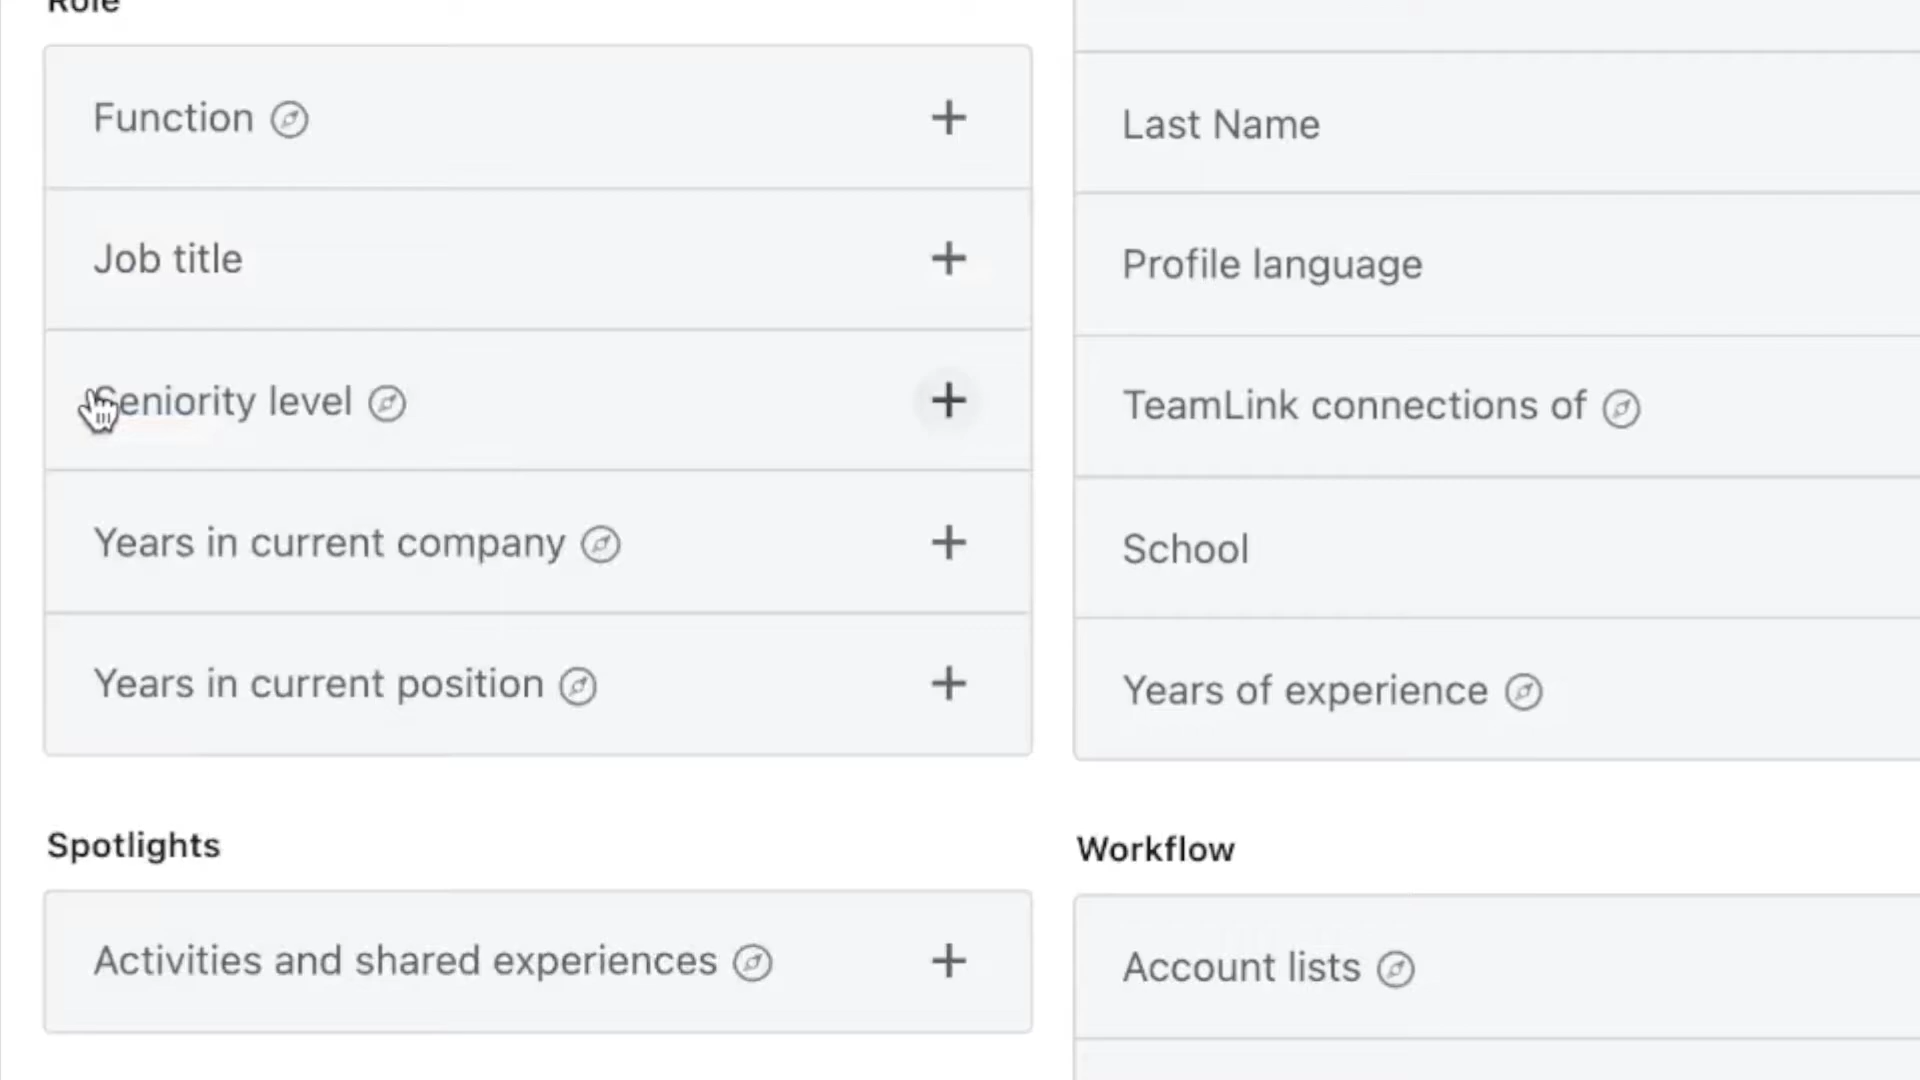 Role
Function
Job title
Seniority level
Years in current company
Years in current position
Spotlights
Activities and shared experiences
Last Name
Profile language
TeamLink connections of
School
Years of experience
Workflow
Account lists